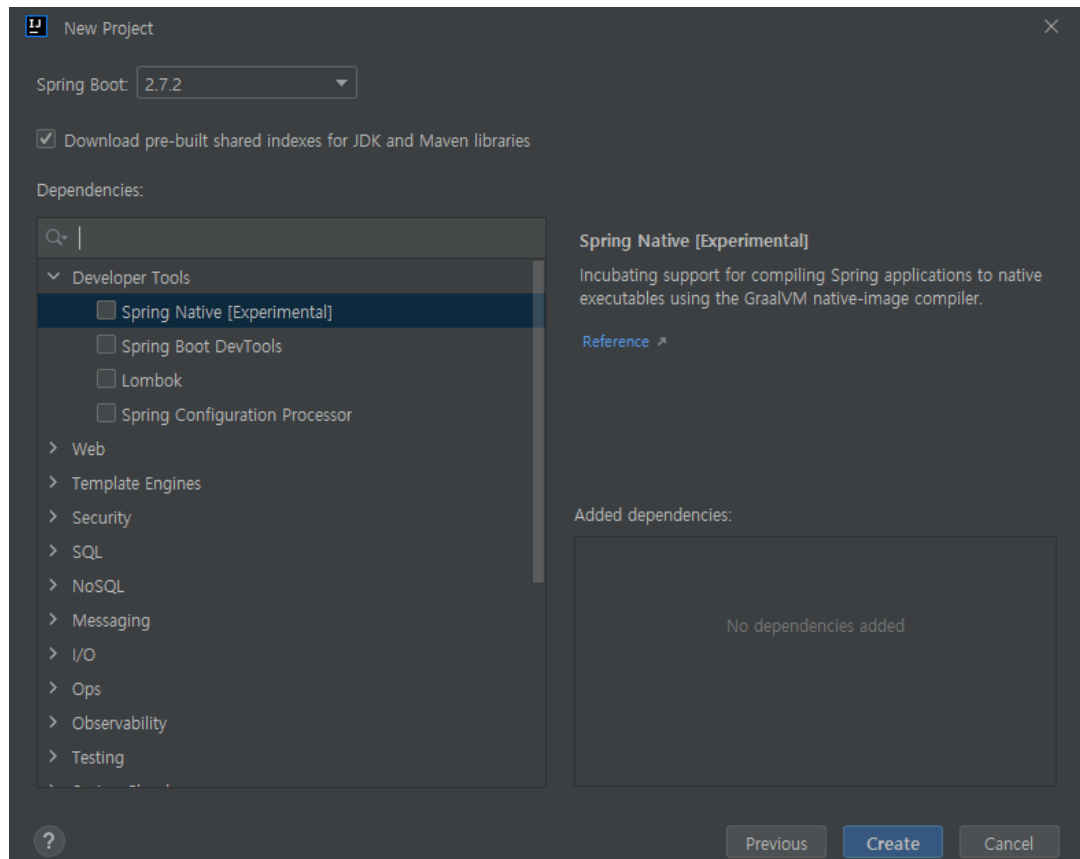 IJ
New Project
Spring Boot: 2.7.2
Download pre-built shared indexes for JDK and Maven libraries
Dependencies:
Developer Tools
Spring Native [Experimental]
Spring Boot DevTools
Lombok
Spring Configuration Processor
Web
Template Engines
Security
SQL
NoSQL
Messaging
I/O
Ops
Observability
Testing
Spring Native [Experimental]
Incubating support for compiling Spring applications to native
executables using the GraalVM native-image compiler.
Reference
Added dependencies:
No dependencies added
?
Previous
Create
Cancel